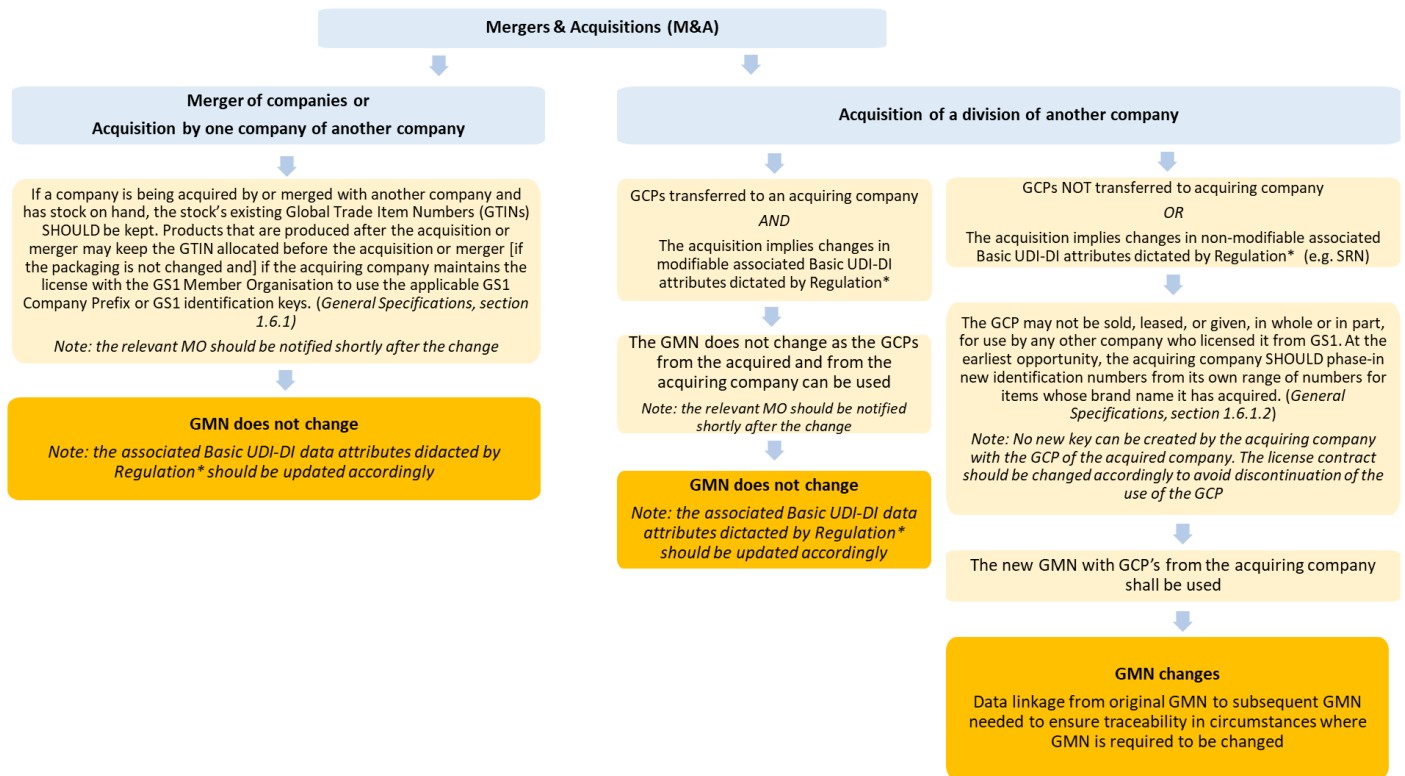 Mergers & Acquisitions (M&A)
Merger of companies or
Acquisition by one company of another company
If a company is being acquired by or merged with another company and
has stock on hand, the stock's existing Global Trade Item Numbers (GTINs)
SHOULD be kept. Products that are produced after the acquisition or
merger may keep the GTIN allocated before the acquisition or merger [if
the packaging is not changed and] if the acquiring company maintains the
license with the GS1 Member Organisation to use the applicable GS1
Company Prefix or GS1 identification keys. (General Specifications, section
1.6.1)
Note: the relevant MO should be notified shortly after the change
GMN does not change
Note: the associated Basic UDI-DI data attributes didacted by
Regulation* should be updated accordingly
Acquisition of a division of another company
GCPs transferred to an acquiring company
AND
The acquisition implies changes in
modifiable associated Basic UDI-DI
attributes dictated by Regulation*
The GMN does not change as the GCPs
from the acquired and from the
acquiring company can be used
Note: the relevant MO should be notified
shortly after the change
GMN does not change
Note: the associated Basic UDI-DI data
attributes dictacted by Regulation*
should be updated accordingly
GCPs NOT transferred to acquiring company
OR
The acquisition implies changes in non-modifiable associated
Basic UDI-DI attributes dictated by Regulation* (e.g. SRN)
The GCP may not be sold, leased, or given, in whole or in part,
for use by any other company who licensed it from GS1. At the
earliest opportunity, the acquiring company SHOULD phase-in
new identification numbers from its own range of numbers for
items whose brand name it has acquired. (General
Specifications, section 1.6.1.2)
Note: No new key can be created by the acquiring company
with the GCP of the acquired company. The license contract
should be changed accordingly to avoid discontinuation of the
use of the GCP
The new GMN with GCP's from the acquiring company
shall be used
GMN changes
Data linkage from original GMN to subsequent GMN
needed to ensure traceability in circumstances where
GMN is required to be changed